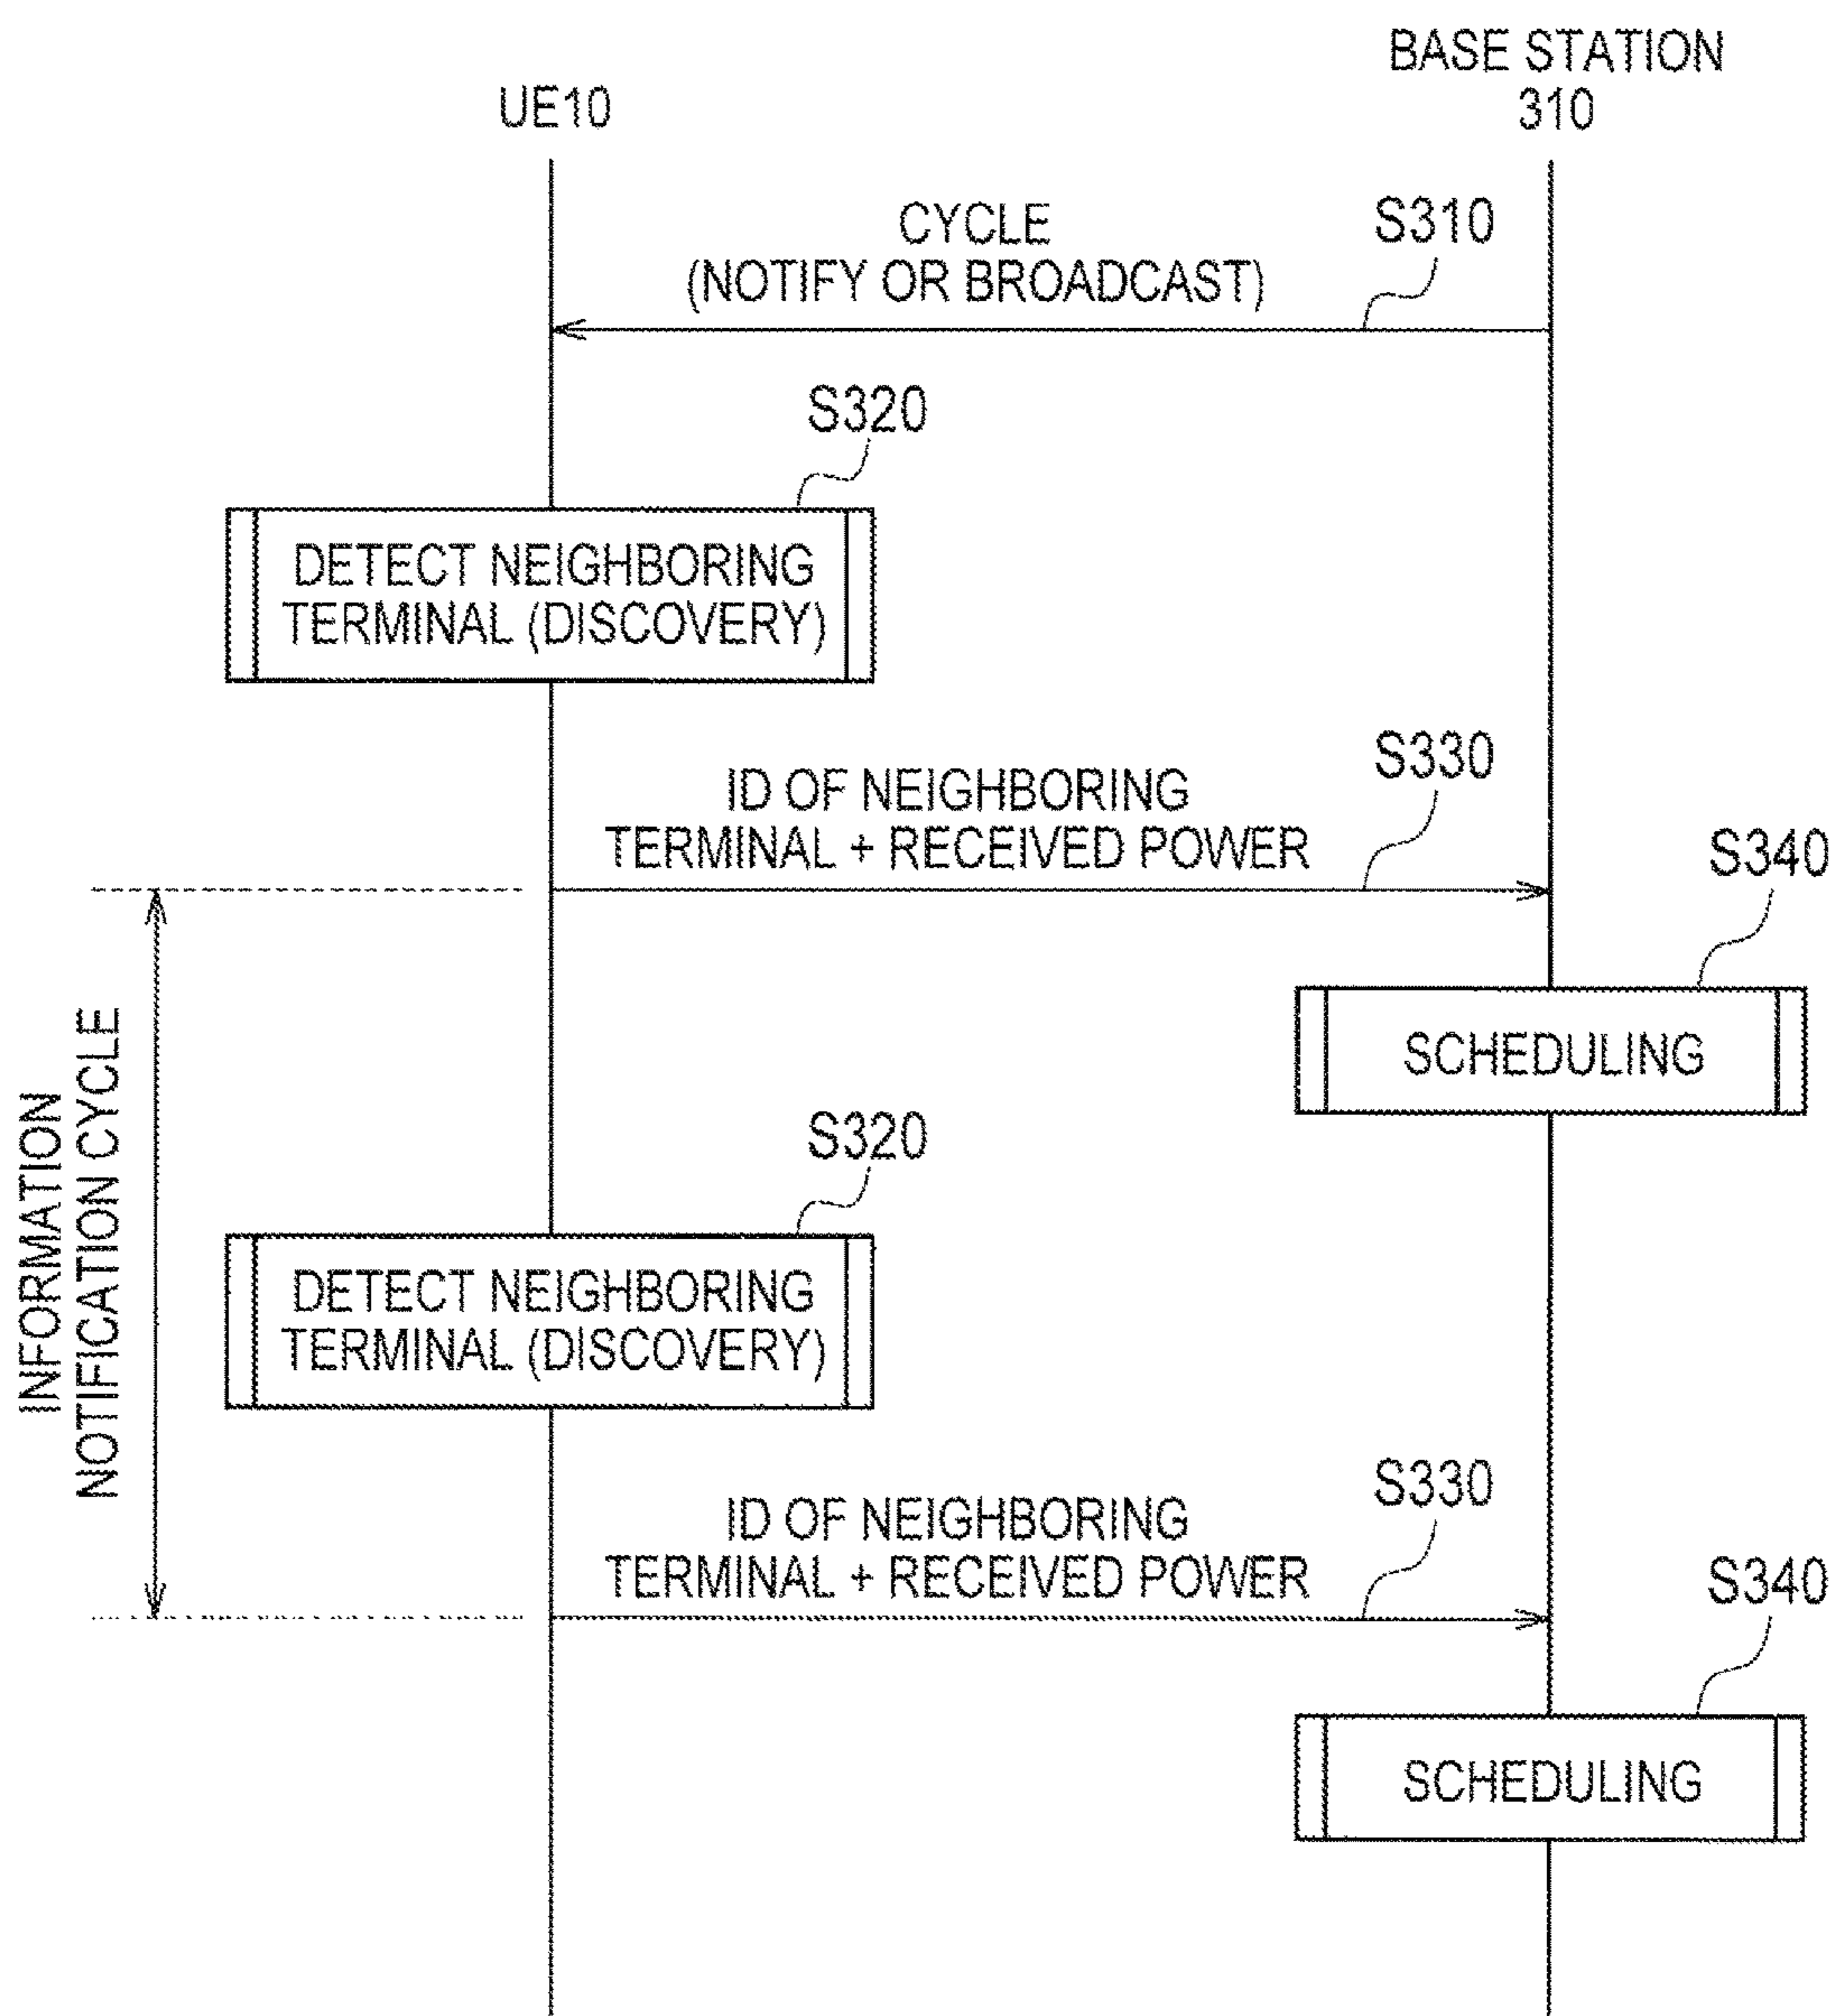 BASE STATION
310
UE10
CYCLE
(NOTIFY OR BROADCAST)
S310
S320
DETECT NEIGHBORING
TERMINAL (DISCOVERY)
ID OF NEIGHBORING
TERMINAL + RECEIVED POWER
S330
S340
SCHEDULING
INFORMATION
NOTIFICATION CYCLE
S320
DETECT NEIGHBORING
TERMINAL (DISCOVERY)
ID OF NEIGHBORING
TERMINAL + RECEIVED POWER
S330
S340
SCHEDULING